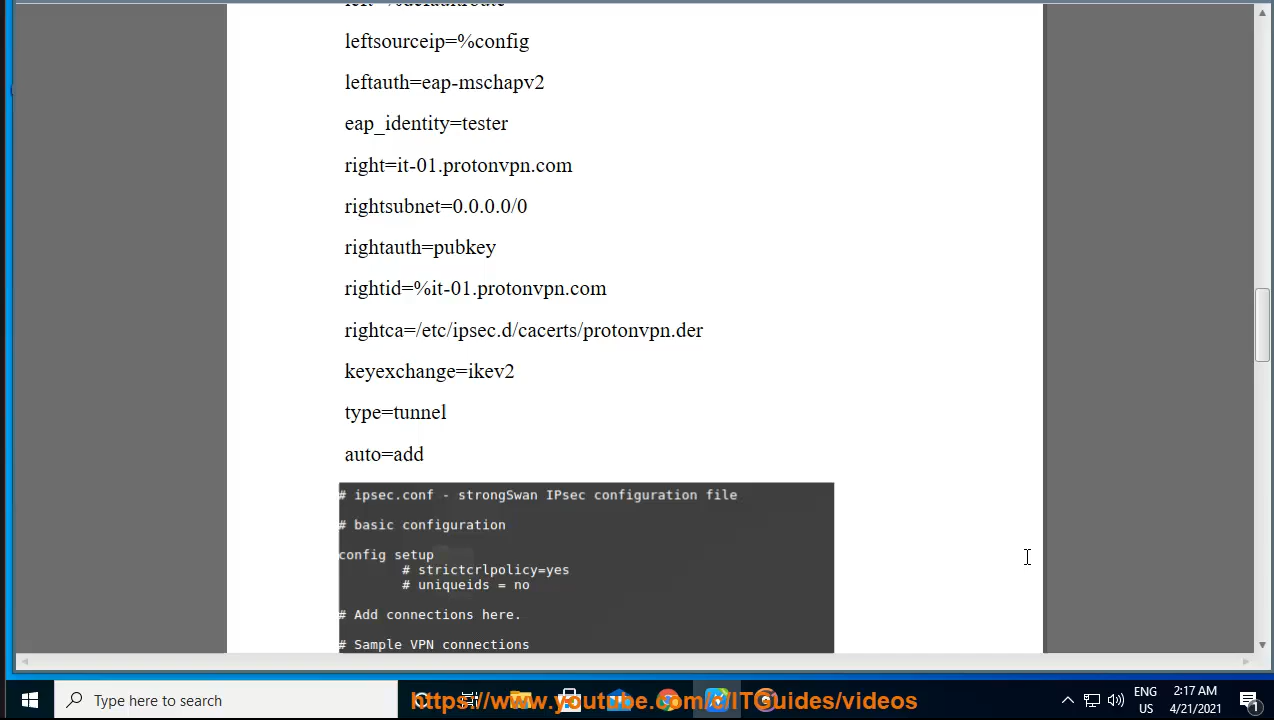 left=%defaultroute
leftsourceip=%config
leftauth=eap-mschapv2
eap_identity=tester
right=it-01.protonvpn.com
rightsubnet=0.0.0.0/0
rightauth=pubkey
rightid=%it-01.protonvpn.com
rightca=/etc/ipsec.d/cacerts/protonvpn.der
keyexchange=ikev2
type=tunnel
auto=add
# ipsec.conf - strongSwan IPsec configuration file
# basic configuration
config setup
# strictcrlpolicy=yes
# uniqueids = no
# Add connections here.
# Sample VPN connections
Type here to search
https://www.youtube.com/c/ITGuides/videos
ENG
US
2:17 AM
4/21/2021
1